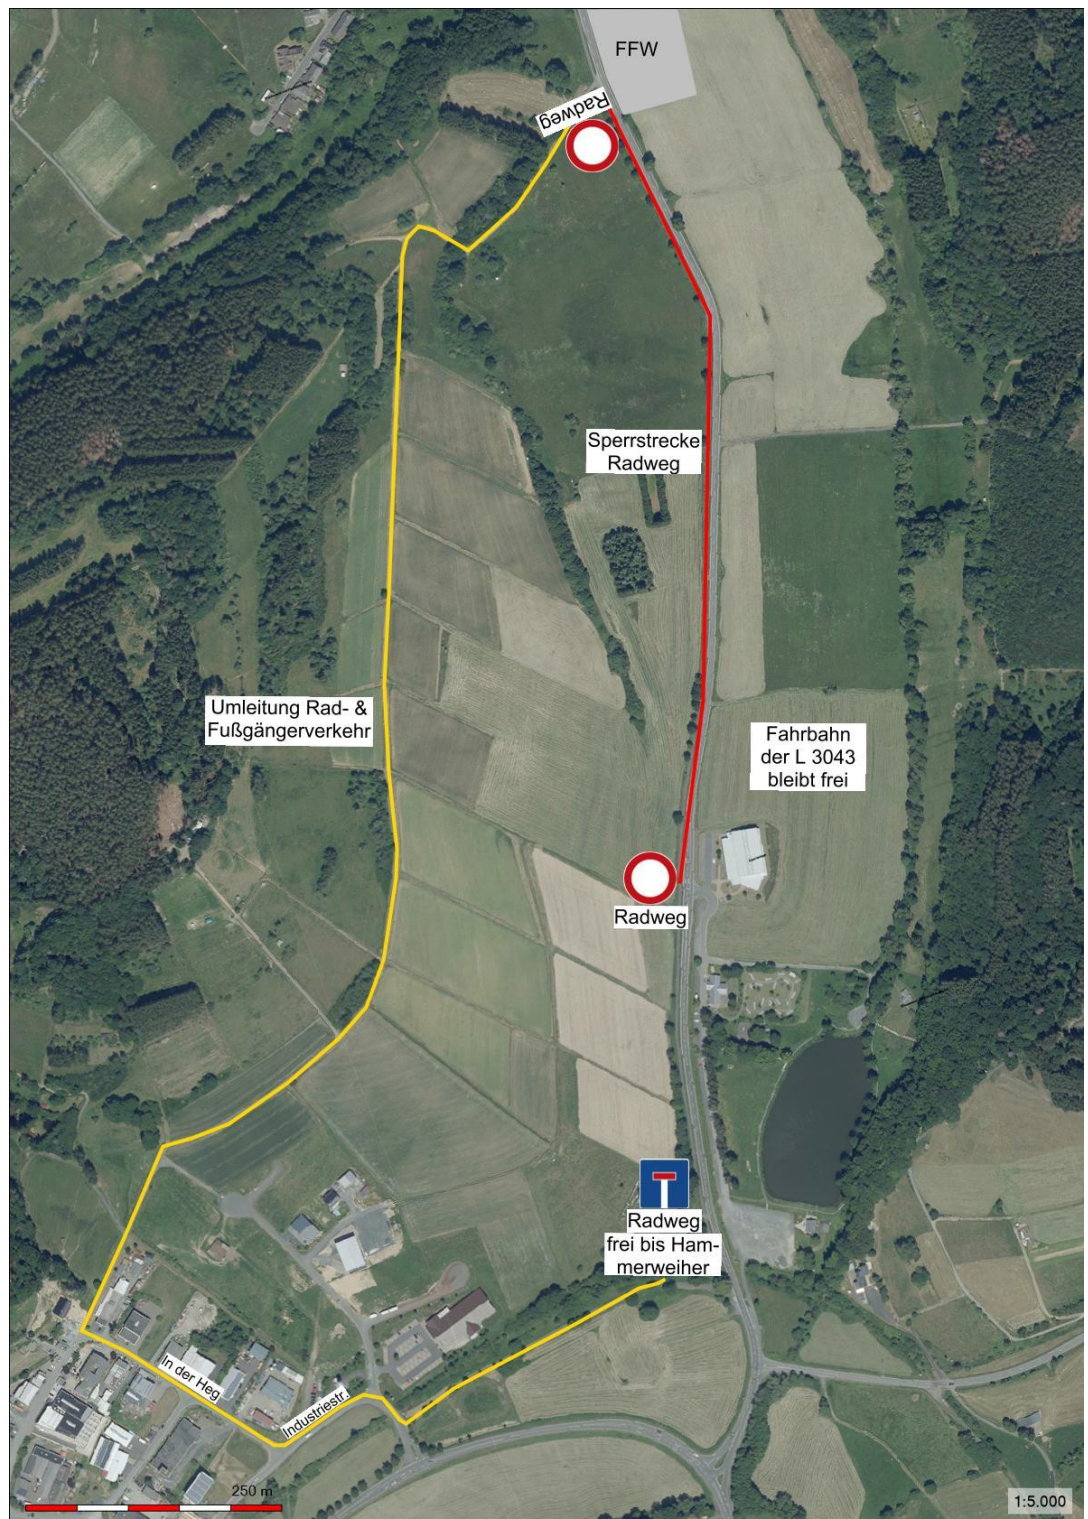 FFW
Radweg
Sperrstrecke
Radweg
Umleitung Rad- &
Fußgängerverkehr
Fahrbahn
der L 3043
bleibt frei
Radweg
Radweg
frei bis Ham-
merweiher
In der Heg
Industriestr.
250 m
1:5.000